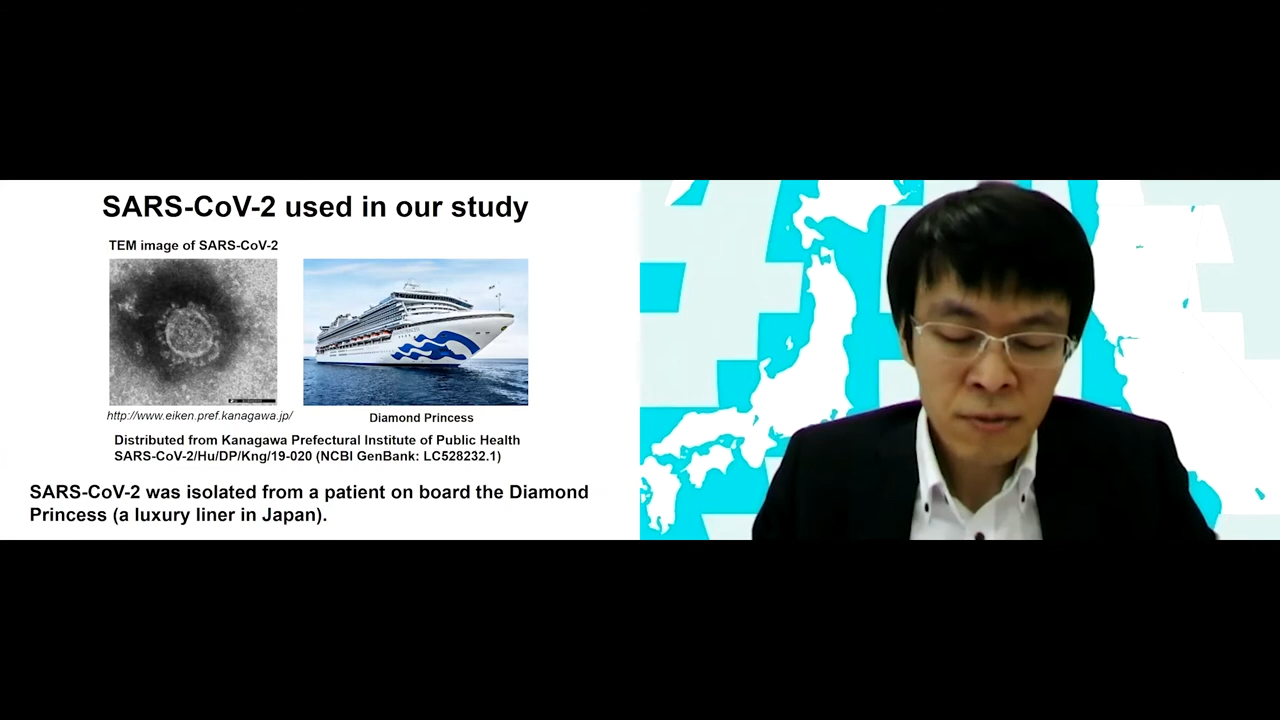 SARS-CoV-2 used in our study
TEM image of SARS-CoV-2
http://www.eiken.pref.kanagawa.jp/
Diamond Princess
Distributed from Kanagawa Prefectural Institute of Public Health
SARS-CoV-2/Hu/DP/Kng/19-020 (NCBI GenBank: LC528232.1)
SARS-CoV-2 was isolated from a patient on board the Diamond
Princess (a luxury liner in Japan).